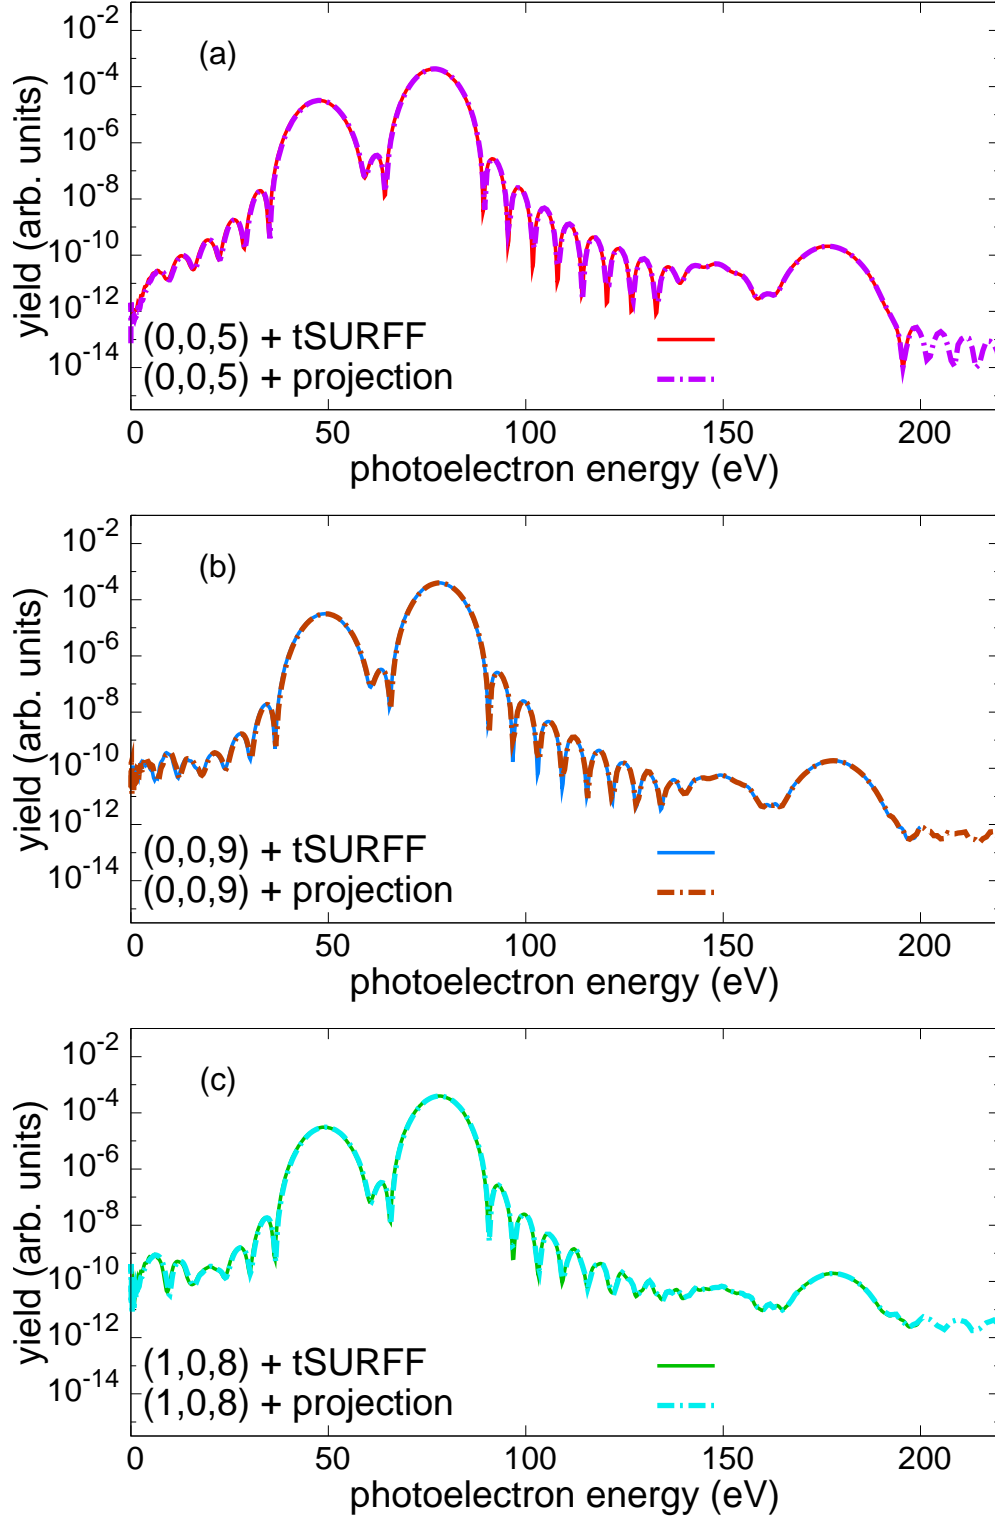 10^-2
(a)
10^-4
10^-6
10^-8
10^-10
10^-12
10^-14
yield (arb. units)
(0,0,5) + tSURFF
(0,0,5) + projection
0 50 100 150 200
photoelectron energy (eV)
10^-2
(b)
10^-4
10^-6
10^-8
10^-10
10^-12
10^-14
yield (arb. units)
(0,0,9) + tSURFF
(0,0,9) + projection
0 50 100 150 200
photoelectron energy (eV)
10^-2
(c)
10^-4
10^-6
10^-8
10^-10
10^-12
10^-14
yield (arb. units)
(1,0,8) + tSURFF
(1,0,8) + projection
0 50 100 150 200
photoelectron energy (eV)